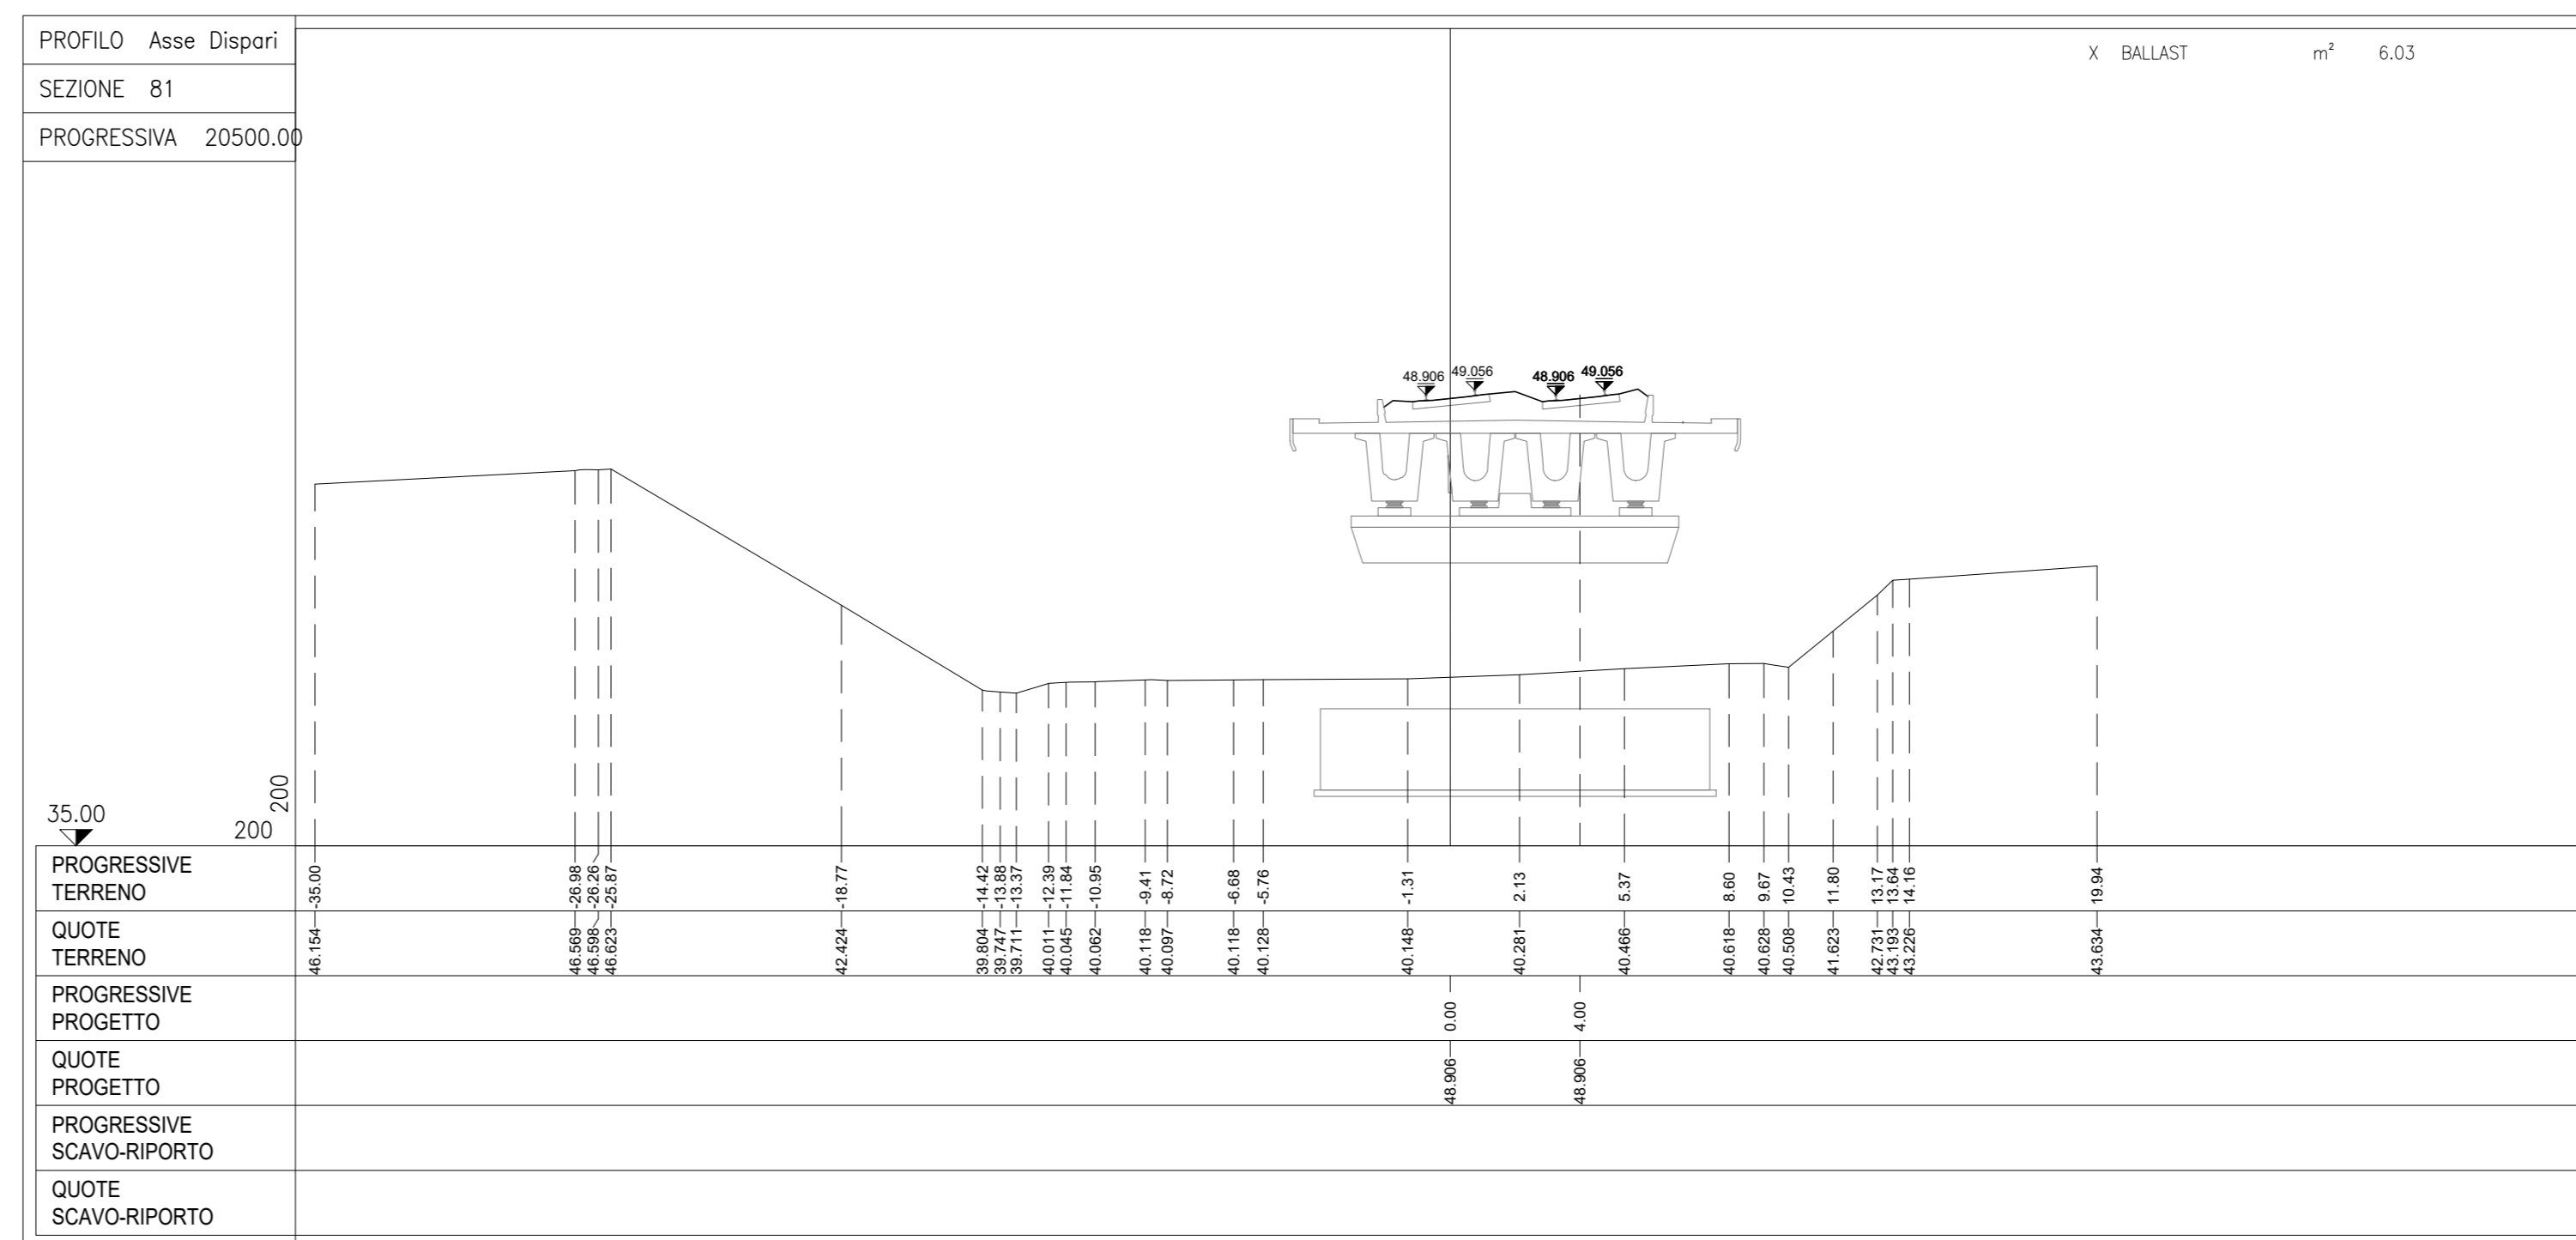 PROFILO Asse Dispari
SEZIONE 81
PROGRESSIVA 20500.00
X BALLAST m² 6.03
48.906 49.056 48.906 49.056
35.00
200
200
PROGRESSIVE
TERRENO
-35.00 -26.98 -26.26 -25.87 -18.77 -14.42 -13.88 -13.37 -12.39 -11.84 -10.95 -9.41 -8.72 -6.68 -5.76 -1.31 2.13 5.37 8.60 9.67 10.43 11.80 13.17 13.64 14.16 19.94
QUOTE
TERRENO
46.154 46.569 46.598 46.623 42.424 39.804 39.747 39.711 40.011 40.045 40.062 40.118 40.097 40.118 40.128 40.148 40.281 40.466 40.618 40.628 40.508 41.623 42.731 43.193 43.226 43.634
PROGRESSIVE
PROGETTO
0.00 4.00
QUOTE
PROGETTO
48.906 48.906
PROGRESSIVE
SCAVO-RIPORTO
QUOTE
SCAVO-RIPORTO